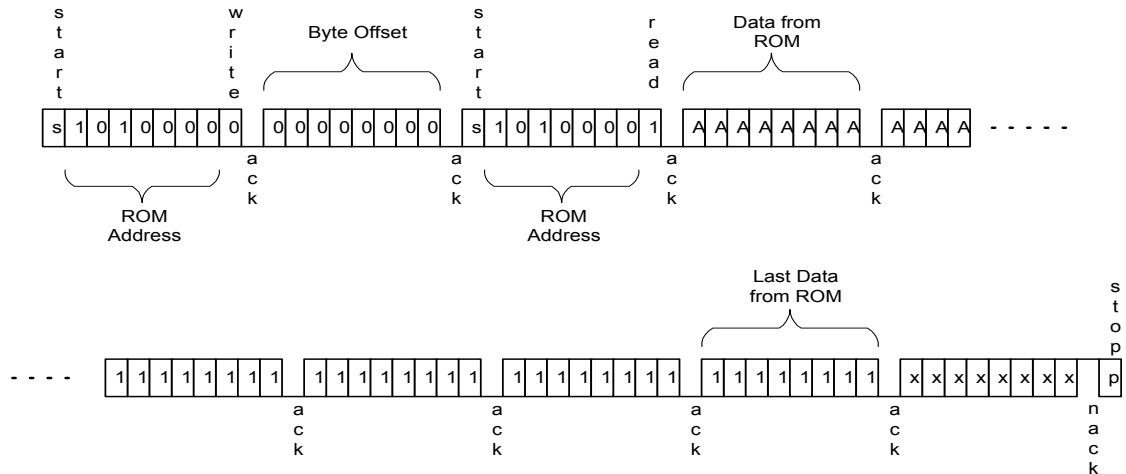 start
write
Byte Offset
start
read
Data from
ROM
s 1 0 1 0 0 0 0 0 0 0 0 0 0 0 0 0 s 1 0 1 0 0 0 0 1 A A A A A A A A A A A A - - - - -
ack
ack
ack
ack
ROM
Address
ROM
Address
Last Data
from ROM
stop
- - - - 1 1 1 1 1 1 1 1 1 1 1 1 1 1 1 1 1 1 1 1 1 1 1 1 1 1 1 1 1 1 1 1 x x x x x x x x p
ack
ack
ack
ack
nack